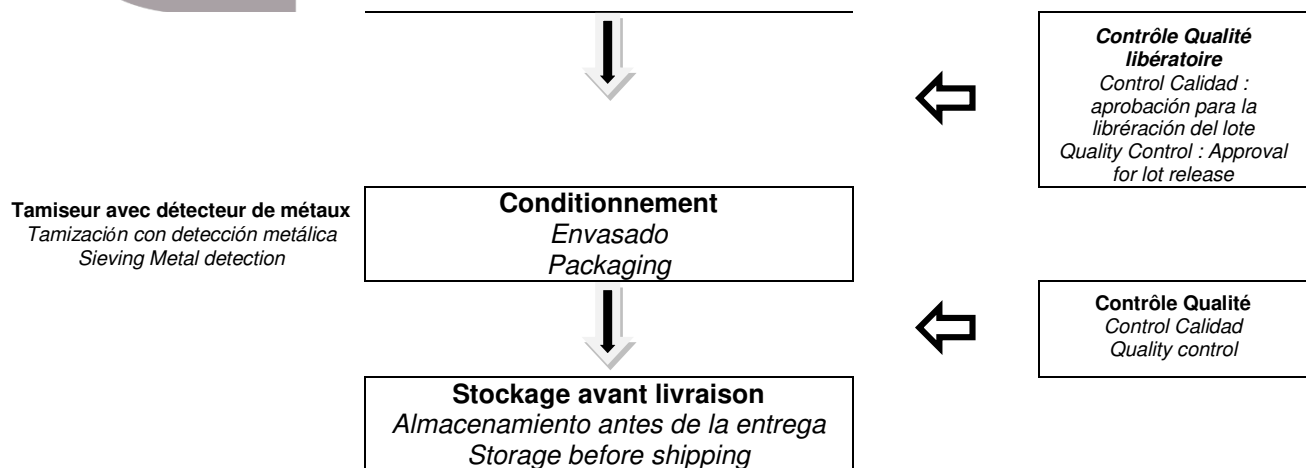 Contrôle Qualité
libératoire
Control Calidad :
aprobación para la
libréración del lote
Quality Control : Approval
for lot release
Tamiseur avec détecteur de métaux
Tamización con detección metálica
Sieving Metal detection
Conditionnement
Envasado
Packaging
Contrôle Qualité
Control Calidad
Quality control
Stockage avant livraison
Almacenamiento antes de la entrega
Storage before shipping